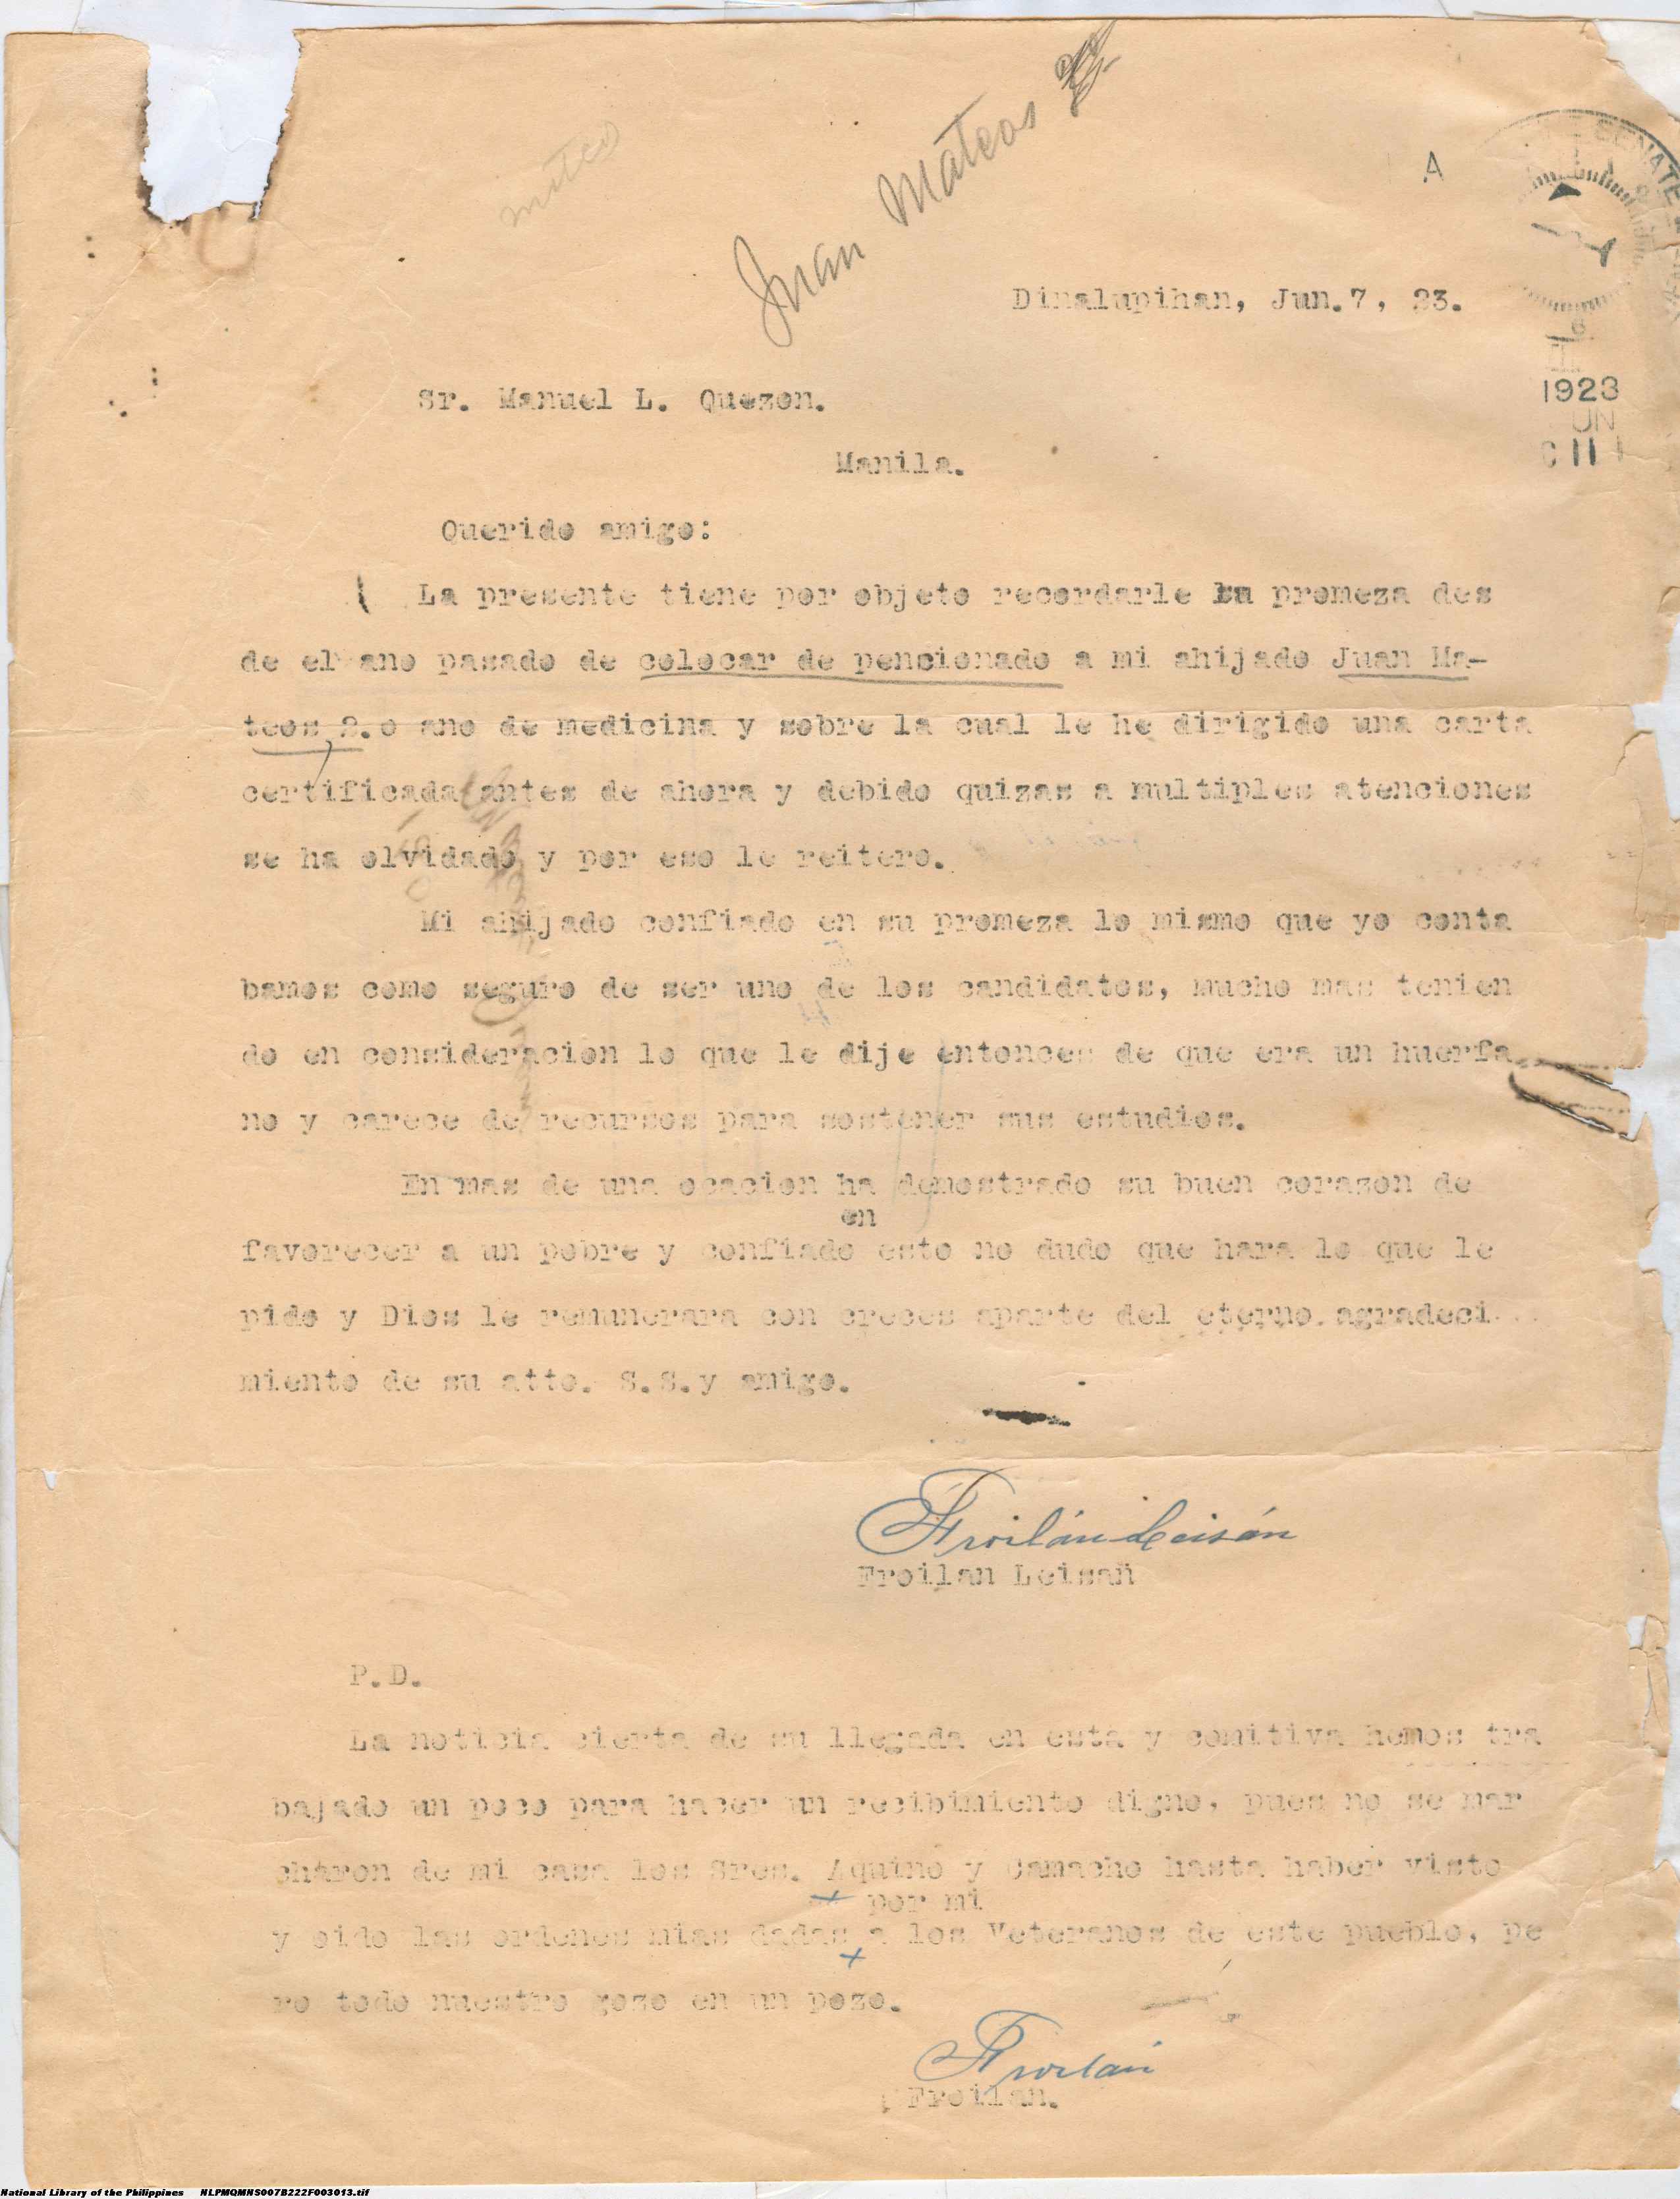 Juan Mateos
A
SENATE
Dinalupihan, Jun.7, 23.
1923
Sr. Manuel L. Quezon.
Manila.
Querido amigo:
La presente tiene por objeto recordarle su promeza des
de el ano pasado de colocar de pensionado a mi ahijado Juan Ma-
teos 2.o ano de medicina y sobre la cual le he dirigido una carta
certificada antes de ahora y debido quizas a multiples atenciones
se ha olvidado y por eso le reitero.
Mi ahijado confiado en su promeza lo mismo que yo conta
bamos como seguro de ser uno de los candidatos, mucho mas tenien
do en consideracion lo que le dije entonces de que era un huerfa
no y carece de recursos para sostener sus estudios.
En mas de una ocacion ha demostrado su buen corazon de
en
favorecer a un pobre y confiado esto no dudo que hara lo que le
pido y Dios le remunerara con creces aparte del eterno agradeci
miento de su atto. S.S.y amigo.
Froilán Leisán
Froilan Leisan
P.D.
La noticia cierta de su llegada en esta y comitiva hemos tra
bajado un poco para hacer un recibimiento digno, pues no se mar
charon de mi casa los Sres. Aquino y Camacho hasta haber visto
por mi
y oido las ordenes mias dadas a los Veteranos de este pueblo, pe
ro todo nuestro gozo en un pozo.
Froilán
Froilan.
National Library of the Philippines NLPMQMNS007B222F003013.tif